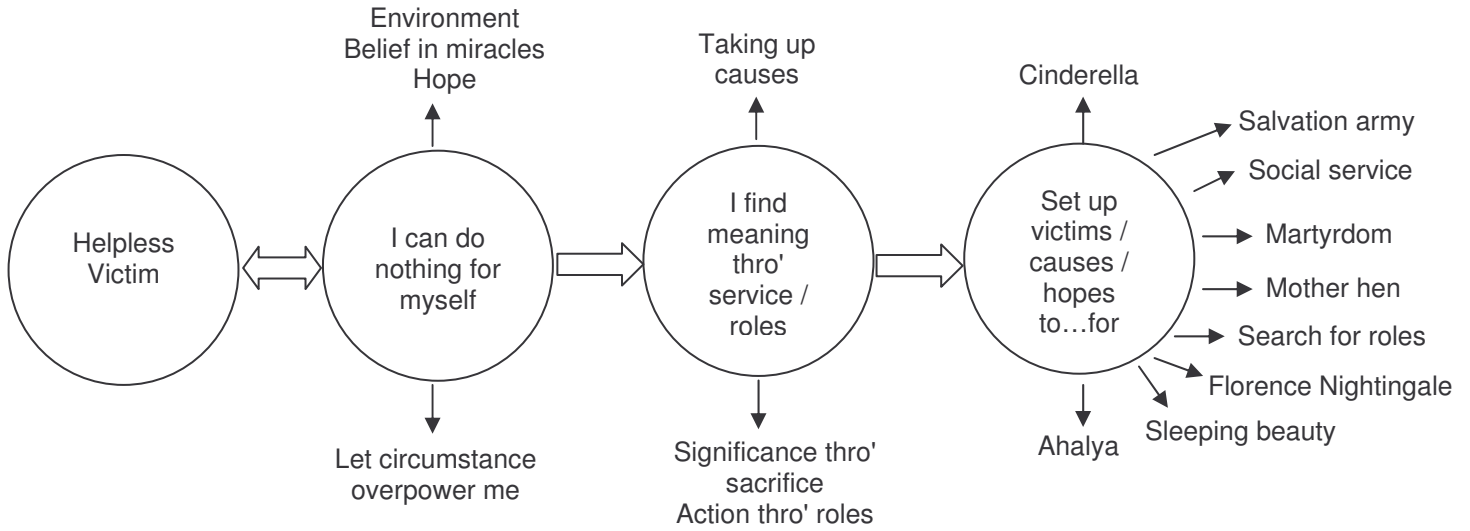 Environment
Belief in miracles
Hope
Taking up
causes
Cinderella
Salvation army
Social service
Martyrdom
Mother hen
Search for roles
Florence Nightingale
Sleeping beauty
Ahalya
Helpless
Victim
I can do
nothing for
myself
I find
meaning
thro'
service /
roles
Set up
victims /
causes /
hopes
to…for
Let circumstance
overpower me
Significance thro'
sacrifice
Action thro' roles